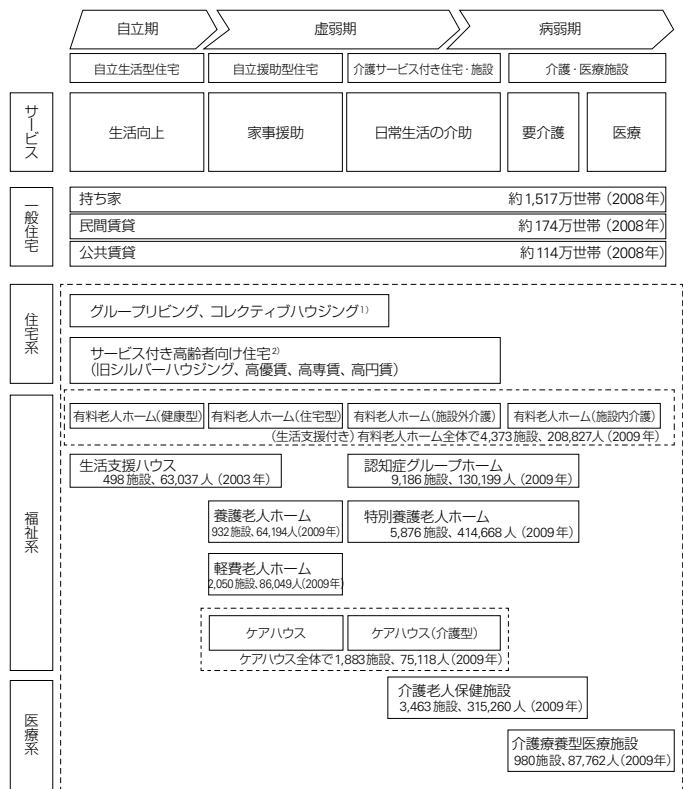 自立期 虚弱期 病弱期
自立生活型住宅 自立援助型住宅 介護サービス付き住宅・施設 介護・医療施設
サービス
生活向上 家事援助 日常生活の介助 要介護 医療
一般住宅
持ち家 約1,517万世帯（2008年）
民間賃貸 約174万世帯（2008年）
公共賃貸 約114万世帯（2008年）
住宅系
グループリビング、コレクティブハウジング1)
サービス付き高齢者向け住宅2)
（旧シルバーハウジング、高優賃、高専賃、高円賃）
福祉系
有料老人ホーム（健康型） 有料老人ホーム（住宅型） 有料老人ホーム（施設外介護） 有料老人ホーム（施設内介護）
（生活支援付き）有料老人ホーム全体で4,373施設、208,827人（2009年）
生活支援ハウス
498施設、63,037人（2003年）
認知症グループホーム
9,186施設、130,199人（2009年）
養護老人ホーム
932施設、64,194人（2009年）
特別養護老人ホーム
5,876施設、414,668人（2009年）
軽費老人ホーム
2,050施設、86,049人（2009年）
ケアハウス ケアハウス（介護型）
ケアハウス全体で1,883施設、75,118人（2009年）
医療系
介護老人保健施設
3,463施設、315,260人（2009年）
介護療養型医療施設
980施設、87,762人（2009年）